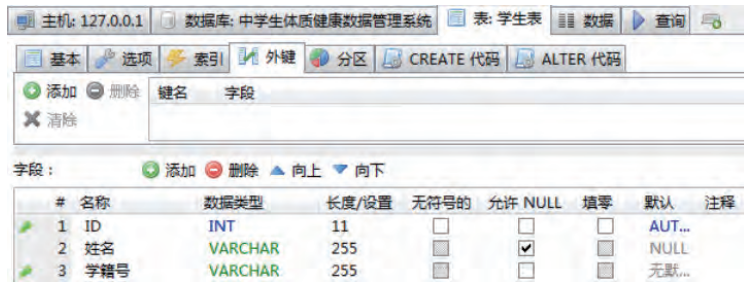 主机: 127.0.0.1 数据库: 中学生体质健康数据管理系统 表: 学生表 数据 查询
基本 选项 索引 外键 分区 CREATE 代码 ALTER 代码
添加 删除 键名 字段
清除
字段: 添加 删除 向上 向下
# 名称 数据类型 长度/设置 无符号的 允许 NULL 填零 默认 注释
1 ID INT 11 AUT...
2 姓名 VARCHAR 255 NULL
3 学籍号 VARCHAR 255 无默...